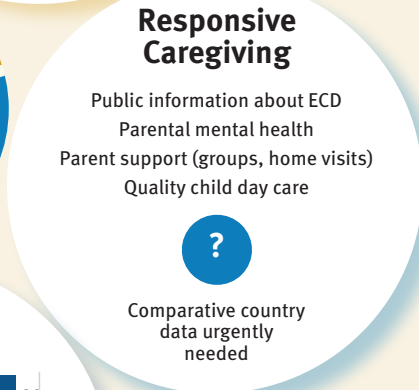 Responsive
Caregiving
Public information about ECD
Parental mental health
Parent support (groups, home visits)
Quality child day care
?
Comparative country
data urgently
needed